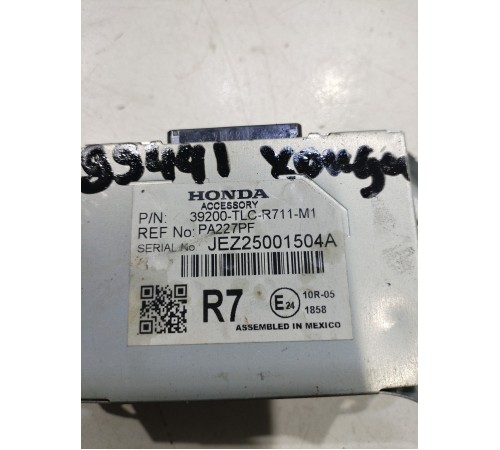 99491
HONDA
ACCESSORY
P/N: 39200-TLC-R711-M1
REF No: PA227PF
SERIAL No JEZ25001504A
R7 E24 10R-05
1858
ASSEMBLED IN MEXICO